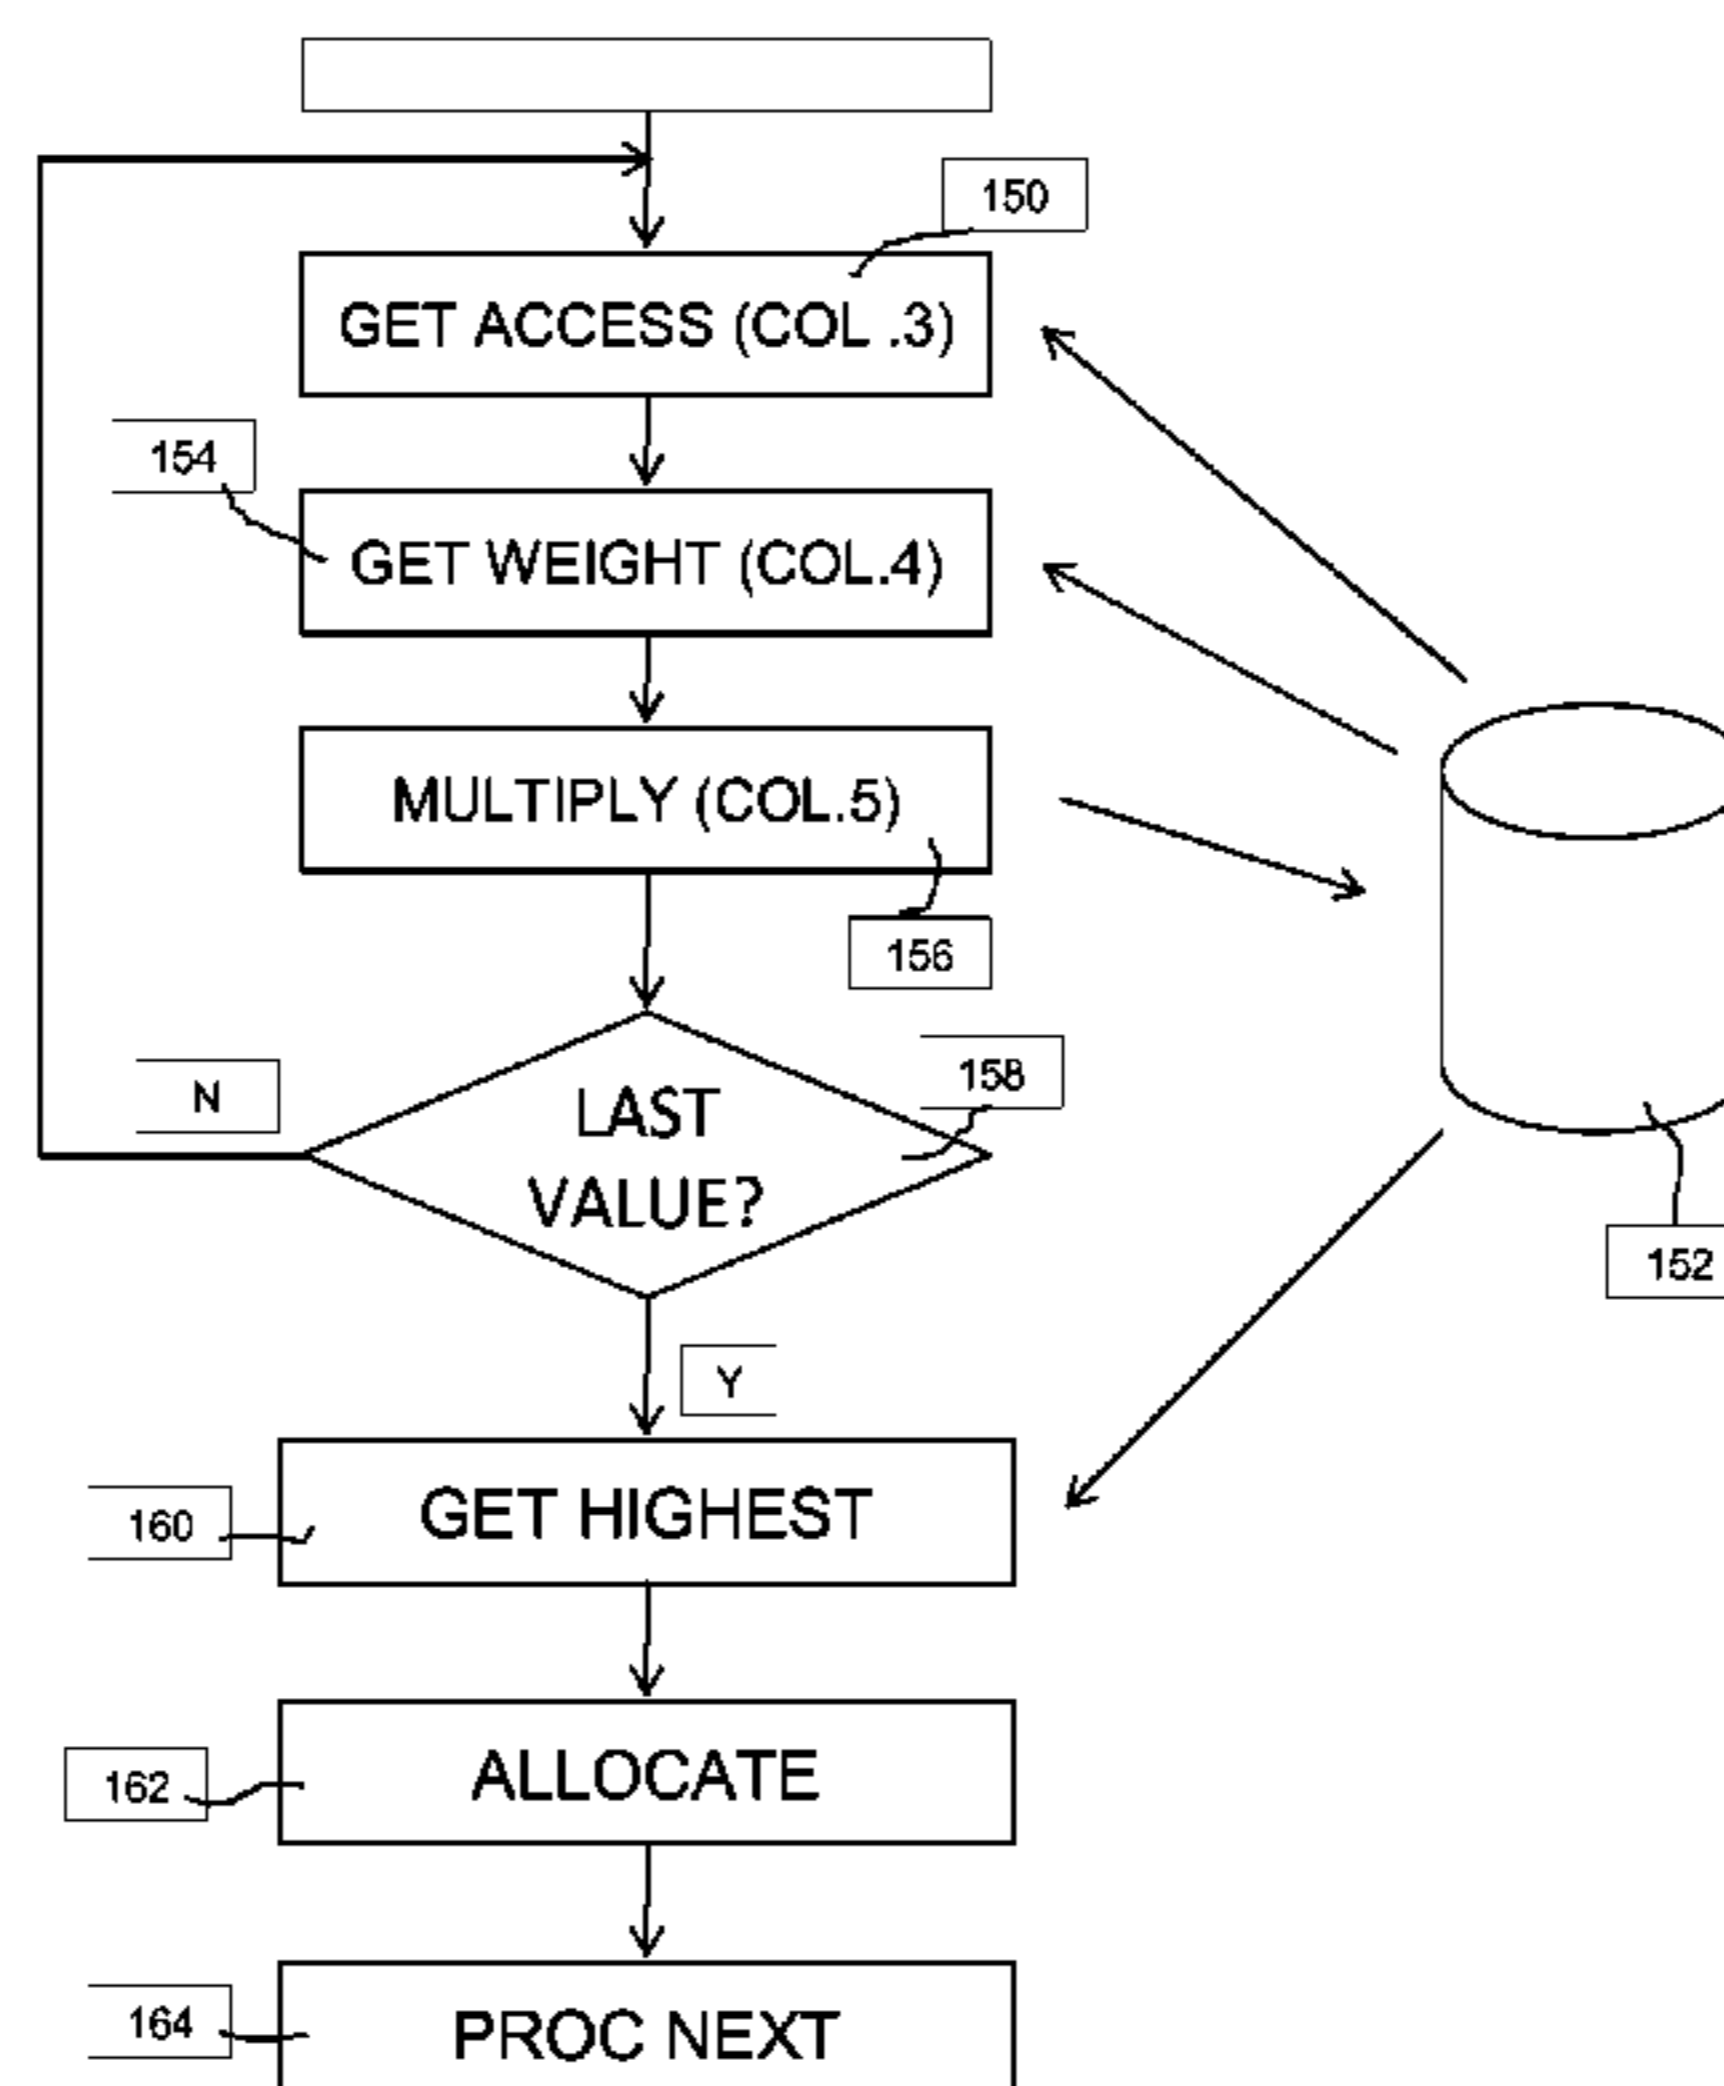 150
GET ACCESS (COL .3)
154
GET WEIGHT (COL.4)
MULTIPLY (COL.5)
156
N
LAST
VALUE?
158
152
Y
160
GET HIGHEST
162
ALLOCATE
164
PROC NEXT